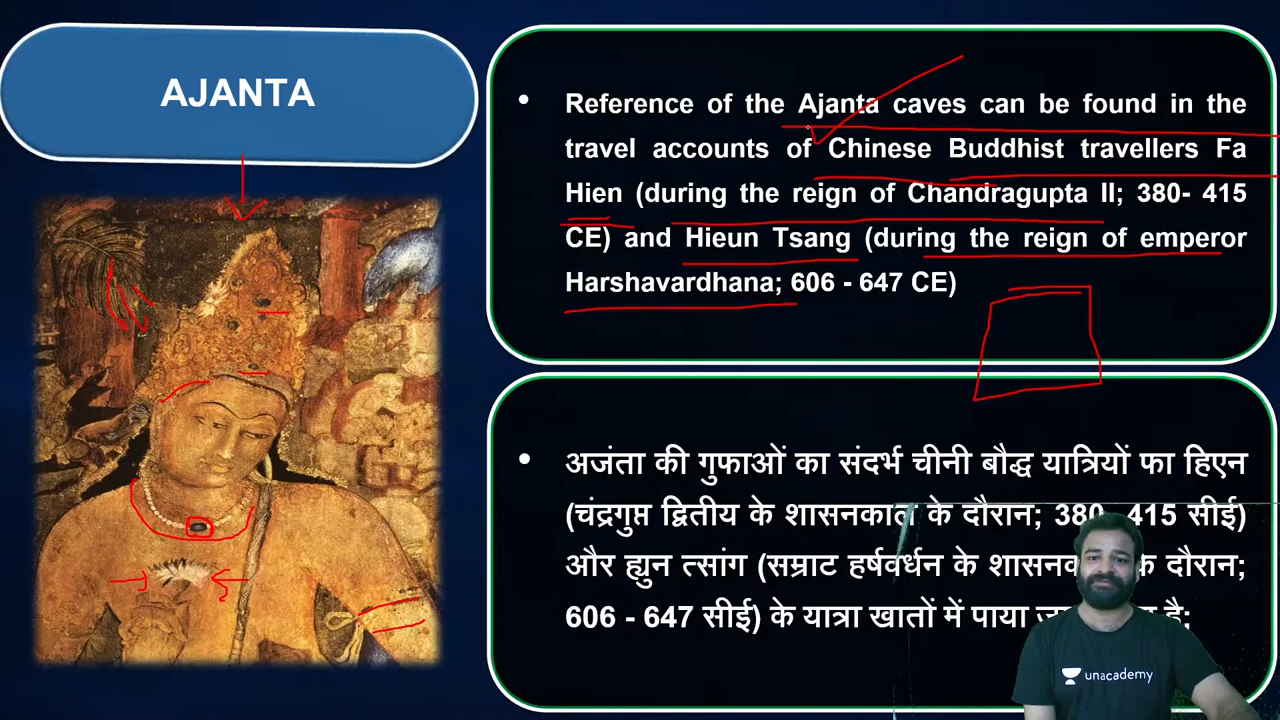 AJANTA
• Reference of the Ajanta caves can be found in the
travel accounts of Chinese Buddhist travellers Fa
Hien (during the reign of Chandragupta II; 380- 415
CE) and Hieun Tsang (during the reign of emperor
Harshavardhana; 606 - 647 CE)
• अजंता की गुफाओं का संदर्भ चीनी बौद्ध यात्रियों फा हिएन
(चंद्रगुप्त द्वितीय के शासनकाल के दौरान; 380 - 415 सीई)
और ह्युन त्सांग (सम्राट हर्षवर्धन के दौरान;
606 - 647 सीई) के यात्रा खातों में पाया है;
unacademy